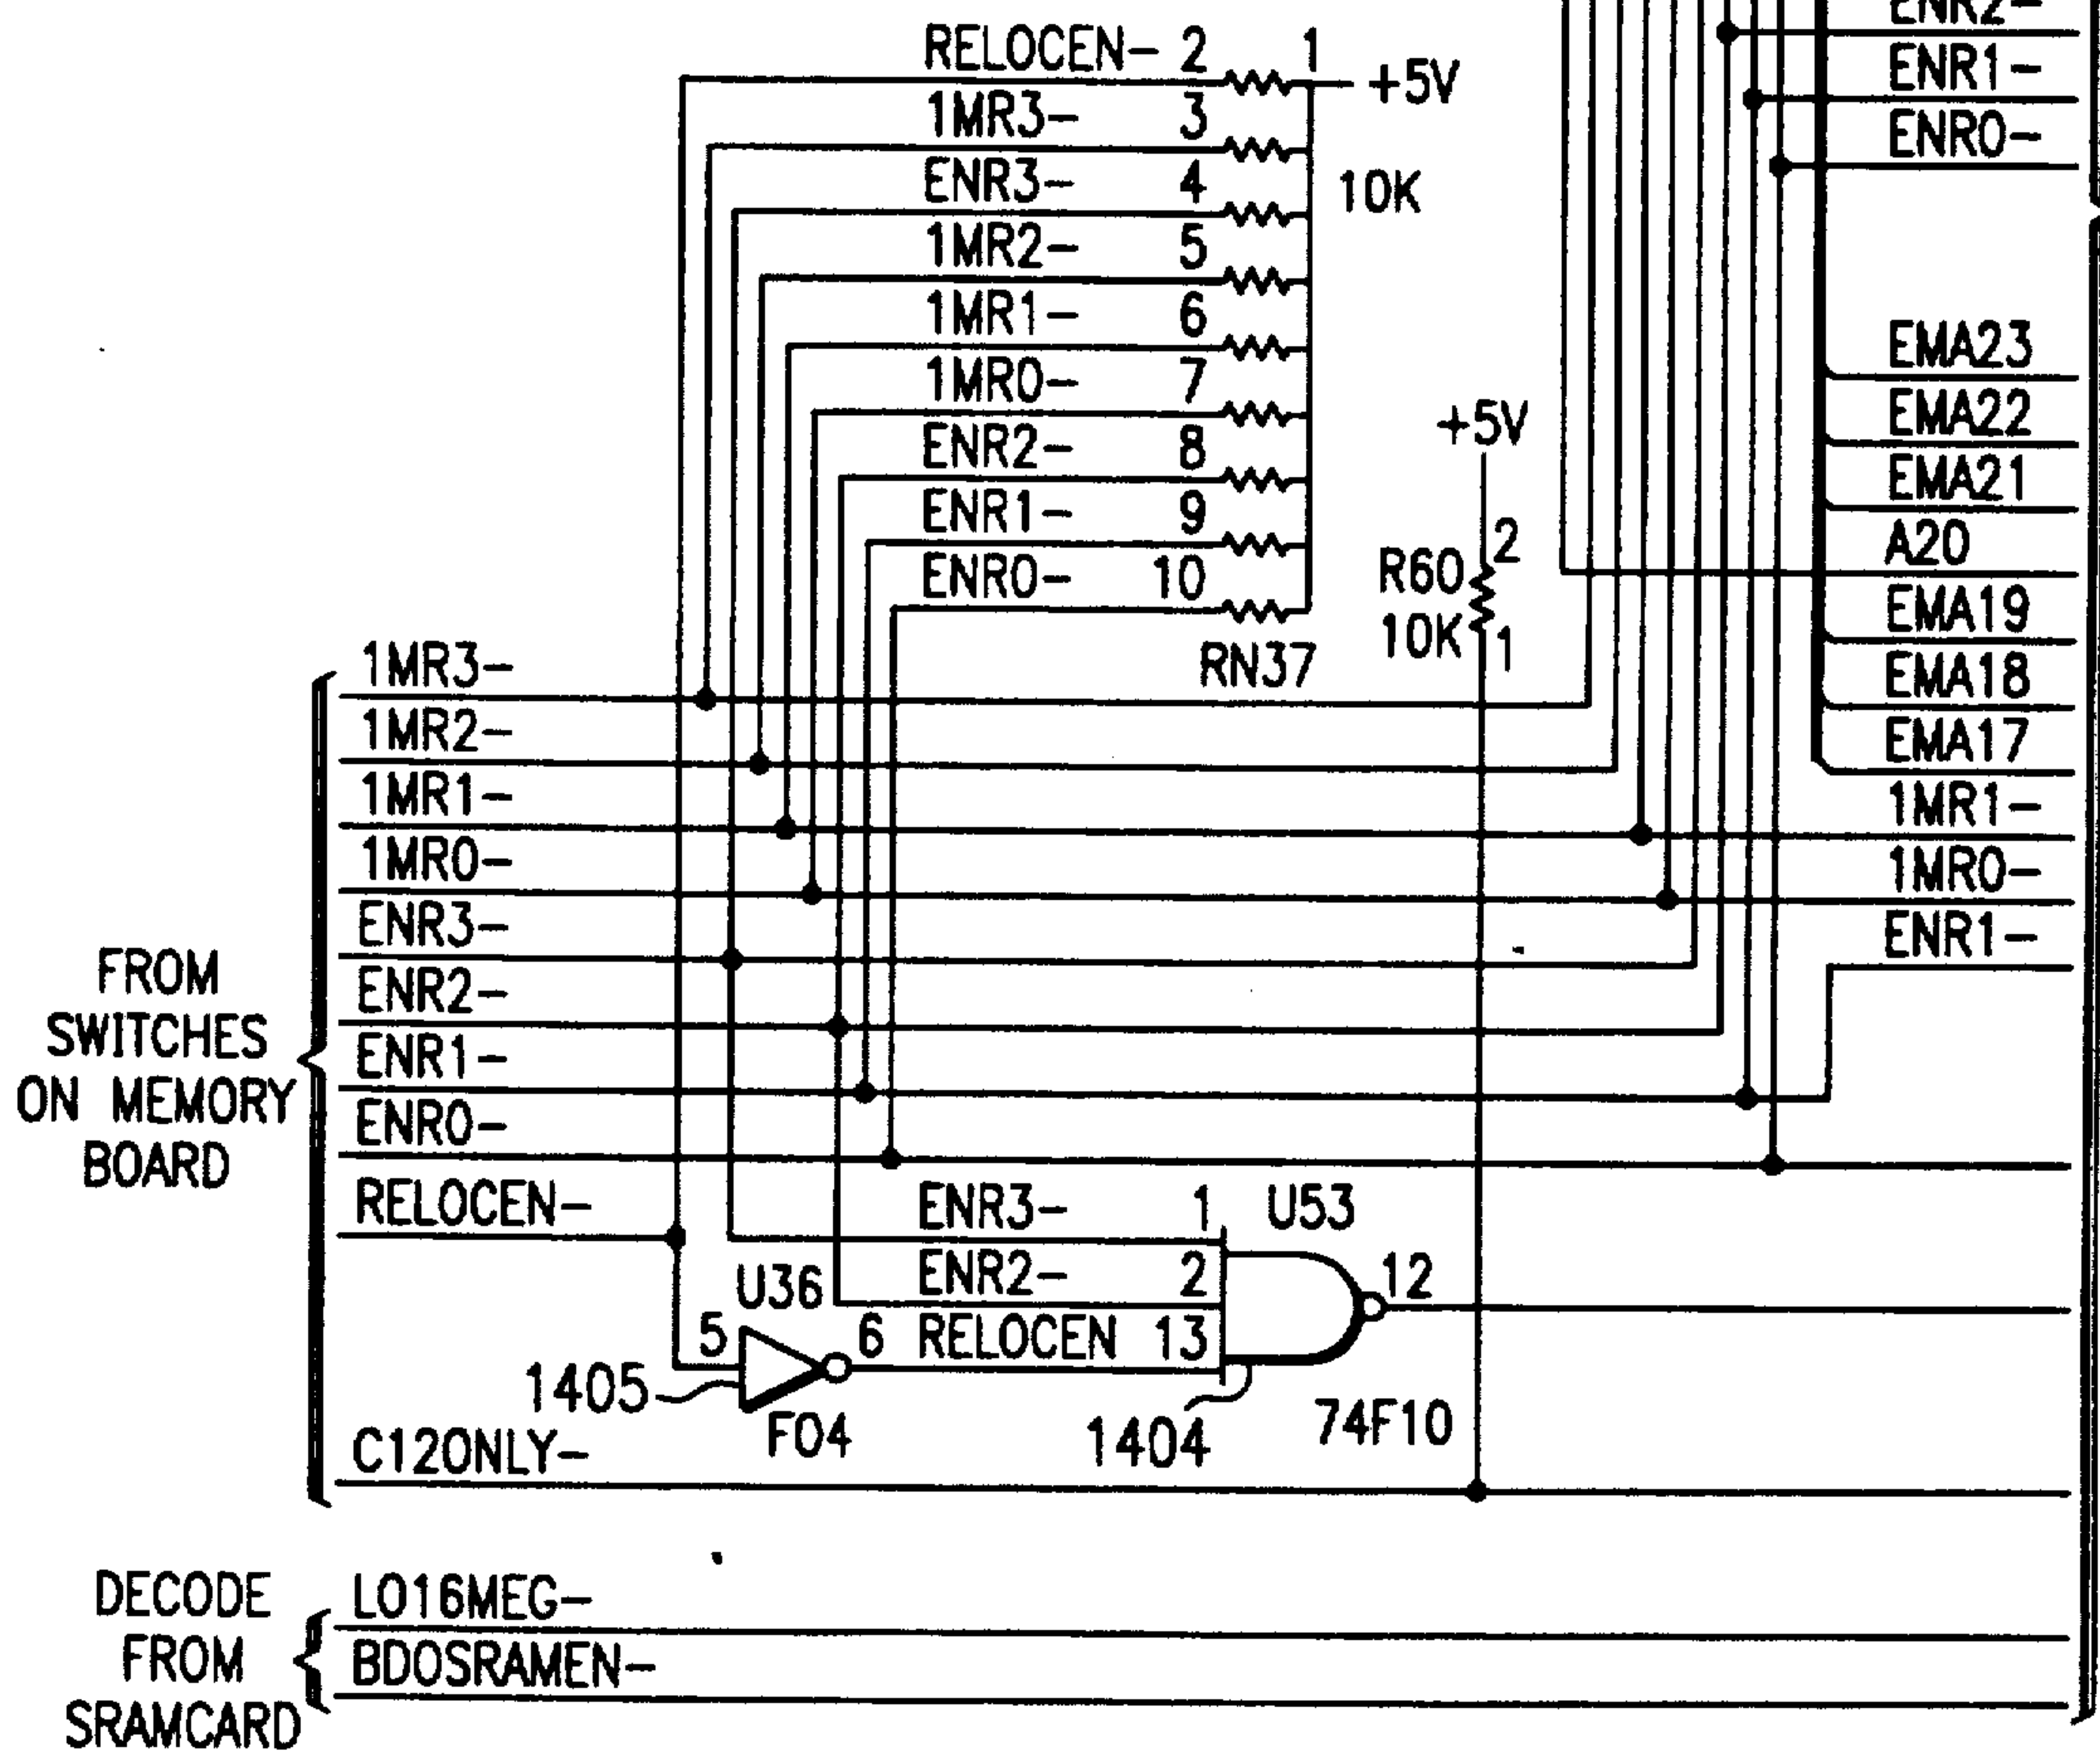 RELOCEN- 2 1
+5V
1MR3- 3
ENR3- 4
10K
1MR2- 5
1MR1- 6
1MR0- 7
ENR2- 8
ENR1- 9
ENR0- 10
RN37
+5V
2
R60
10K
1
ENR2-
ENR1-
ENR0-
EMA23
EMA22
EMA21
A20
EMA19
EMA18
EMA17
1MR1-
1MR0-
ENR1-
FROM
SWITCHES
ON MEMORY
BOARD
1MR3-
1MR2-
1MR1-
1MR0-
ENR3-
ENR2-
ENR1-
ENR0-
RELOCEN-
ENR3- 1 U53
ENR2- 2 12
U36
5 6 RELOCEN 13
1405
F04
1404
74F10
C12ONLY-
DECODE
FROM
SRAMCARD
LO16MEG-
BDOSRAMEN-